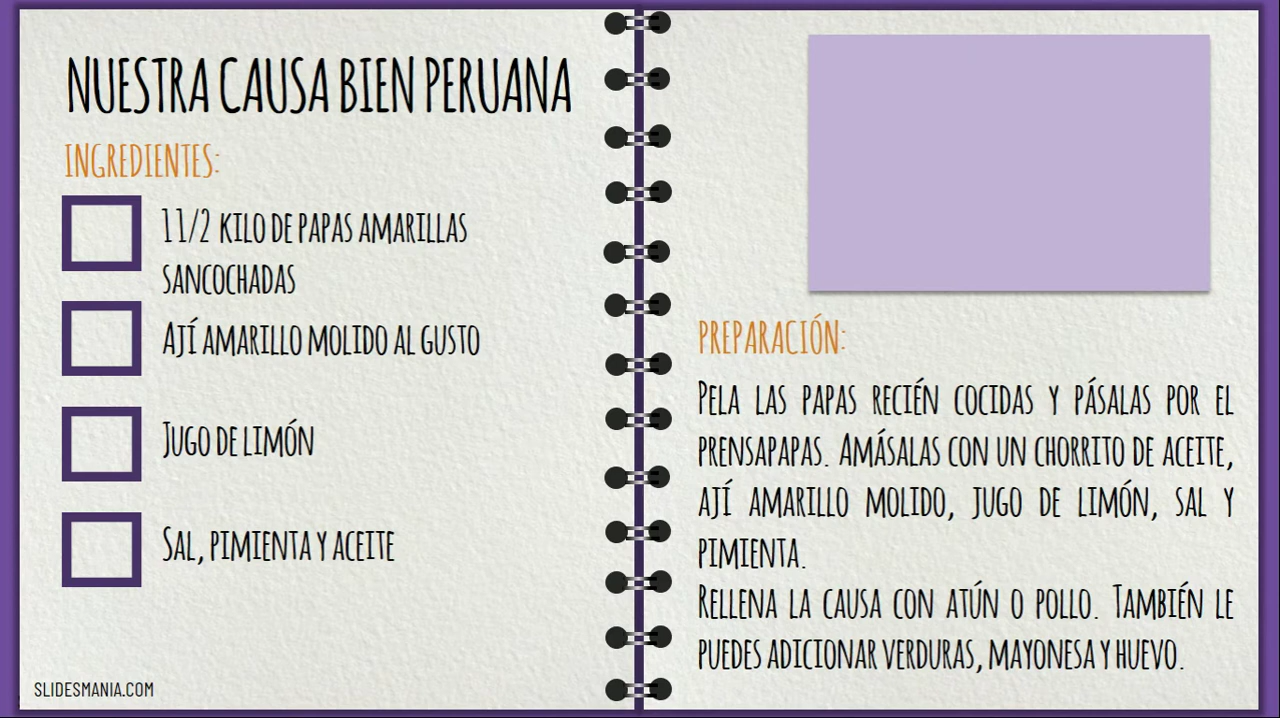 NUESTRA CAUSA BIEN PERUANA
INGREDIENTES:
1 1/2 KILO DE PAPAS AMARILLAS
SANCOCHADAS
AJÍ AMARILLO MOLIDO AL GUSTO
JUGO DE LIMÓN
SAL, PIMIENTA Y ACEITE
SLIDESMANIA.COM
PREPARACIÓN:
PELA LAS PAPAS RECIÉN COCIDAS Y PÁSALAS POR EL
PRENSAPAPAS. AMÁSALAS CON UN CHORRITO DE ACEITE,
AJÍ AMARILLO MOLIDO, JUGO DE LIMÓN, SAL Y
PIMIENTA.
RELLENA LA CAUSA CON ATÚN O POLLO. TAMBIÉN LE
PUEDES ADICIONAR VERDURAS, MAYONESA Y HUEVO.